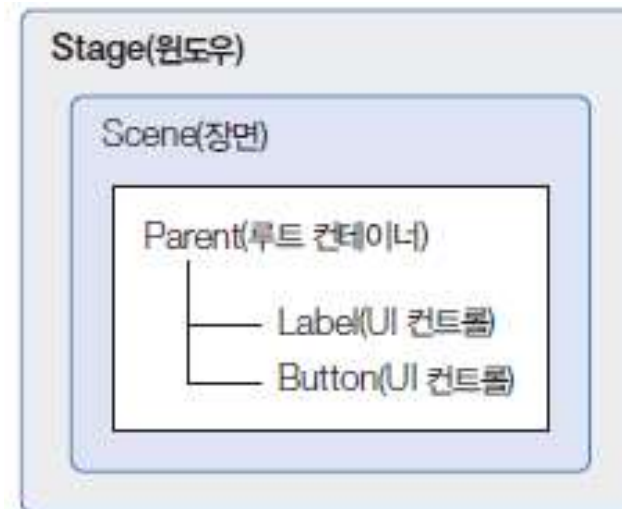 Stage(윈도우)
Scene(장면)
Parent(루트 컨테이너)
Label(UI 컨트롤)
Button(UI 컨트롤)